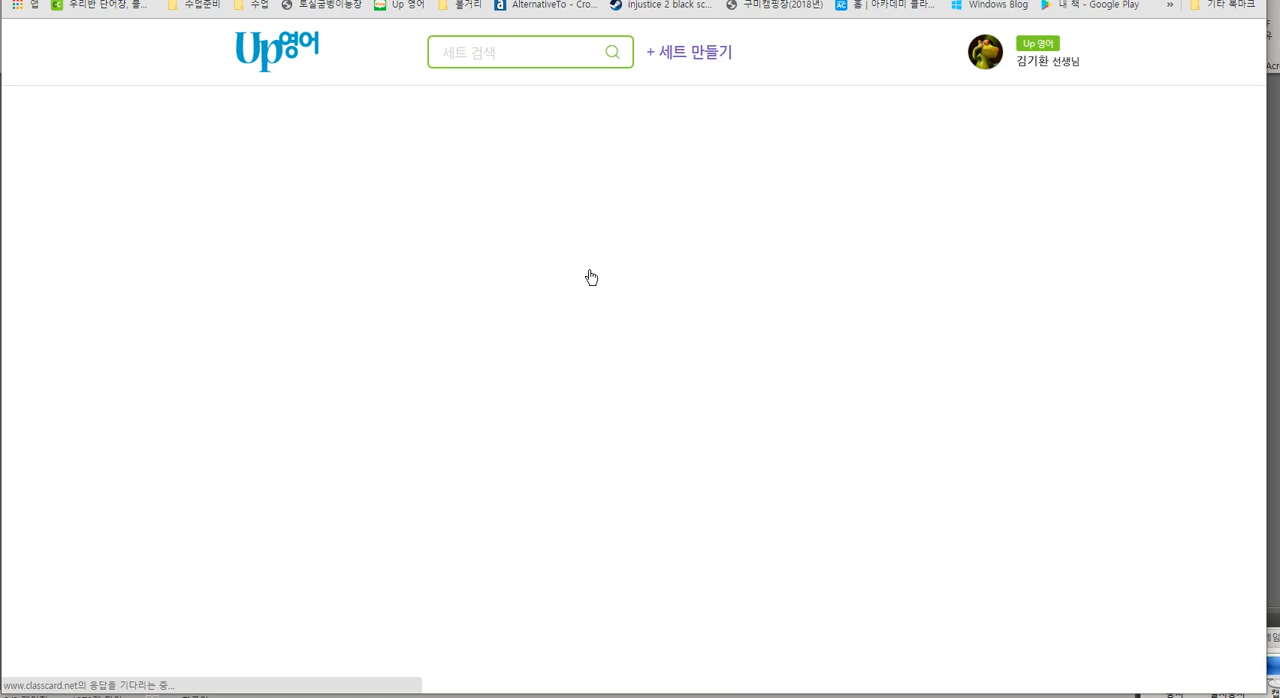 앱 우리반 단어장, 클... 수업준비 수업 토실굼벵이농장 Up 영어 볼거리 AlternativeTo - Cro... injustice 2 black sc... 구미캠핑장(2018년) 홈 | 아카데미 클라... Windows Blog 내 책 - Google Play » 기타 북마크
Up영어
세트 검색
+ 세트 만들기
Up 영어
김기환 선생님
www.classcard.net의 응답을 기다리는 중...